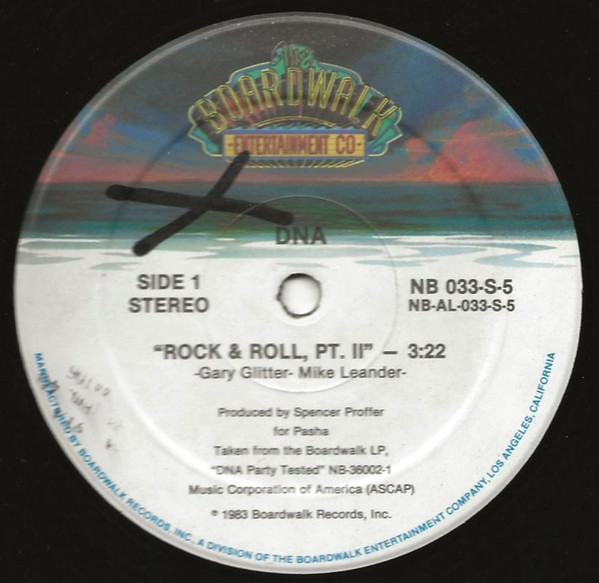 The
BOARDWALK
-ENTERTAINMENT CO-
DNA
SIDE 1
STEREO
NB 033-S-5
NB-AL-033-S-5
"ROCK & ROLL, PT. II" — 3:22
-Gary Glitter- Mike Leander-
Produced by Spencer Proffer
for Pasha
Taken from the Boardwalk LP,
"DNA Party Tested" NB-36002-1
Music Corporation of America (ASCAP)
℗ 1983 Boardwalk Records, Inc.
MANUFACTURED BY BOARDWALK RECORDS, INC. A DIVISION OF THE BOARDWALK ENTERTAINMENT COMPANY, LOS ANGELES, CALIFORNIA